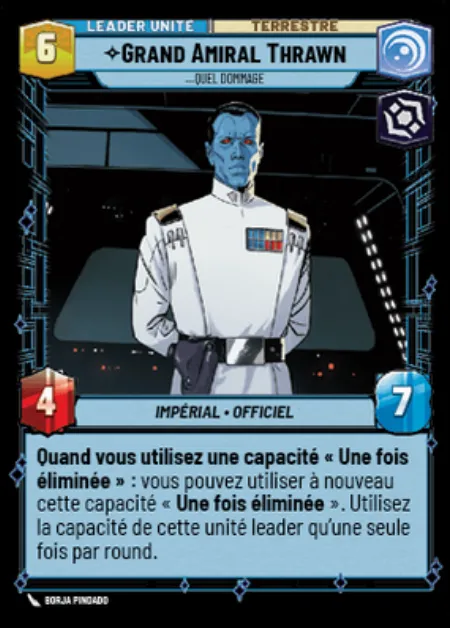 LEADER UNITÉ
TERRESTRE
6
GRAND AMIRAL THRAWN
...QUEL DOMMAGE
4
IMPÉRIAL • OFFICIEL
7
Quand vous utilisez une capacité « Une fois
éliminée » : vous pouvez utiliser à nouveau
cette capacité « Une fois éliminée ». Utilisez
la capacité de cette unité leader qu'une seule
fois par round.
BORJA PINDADO